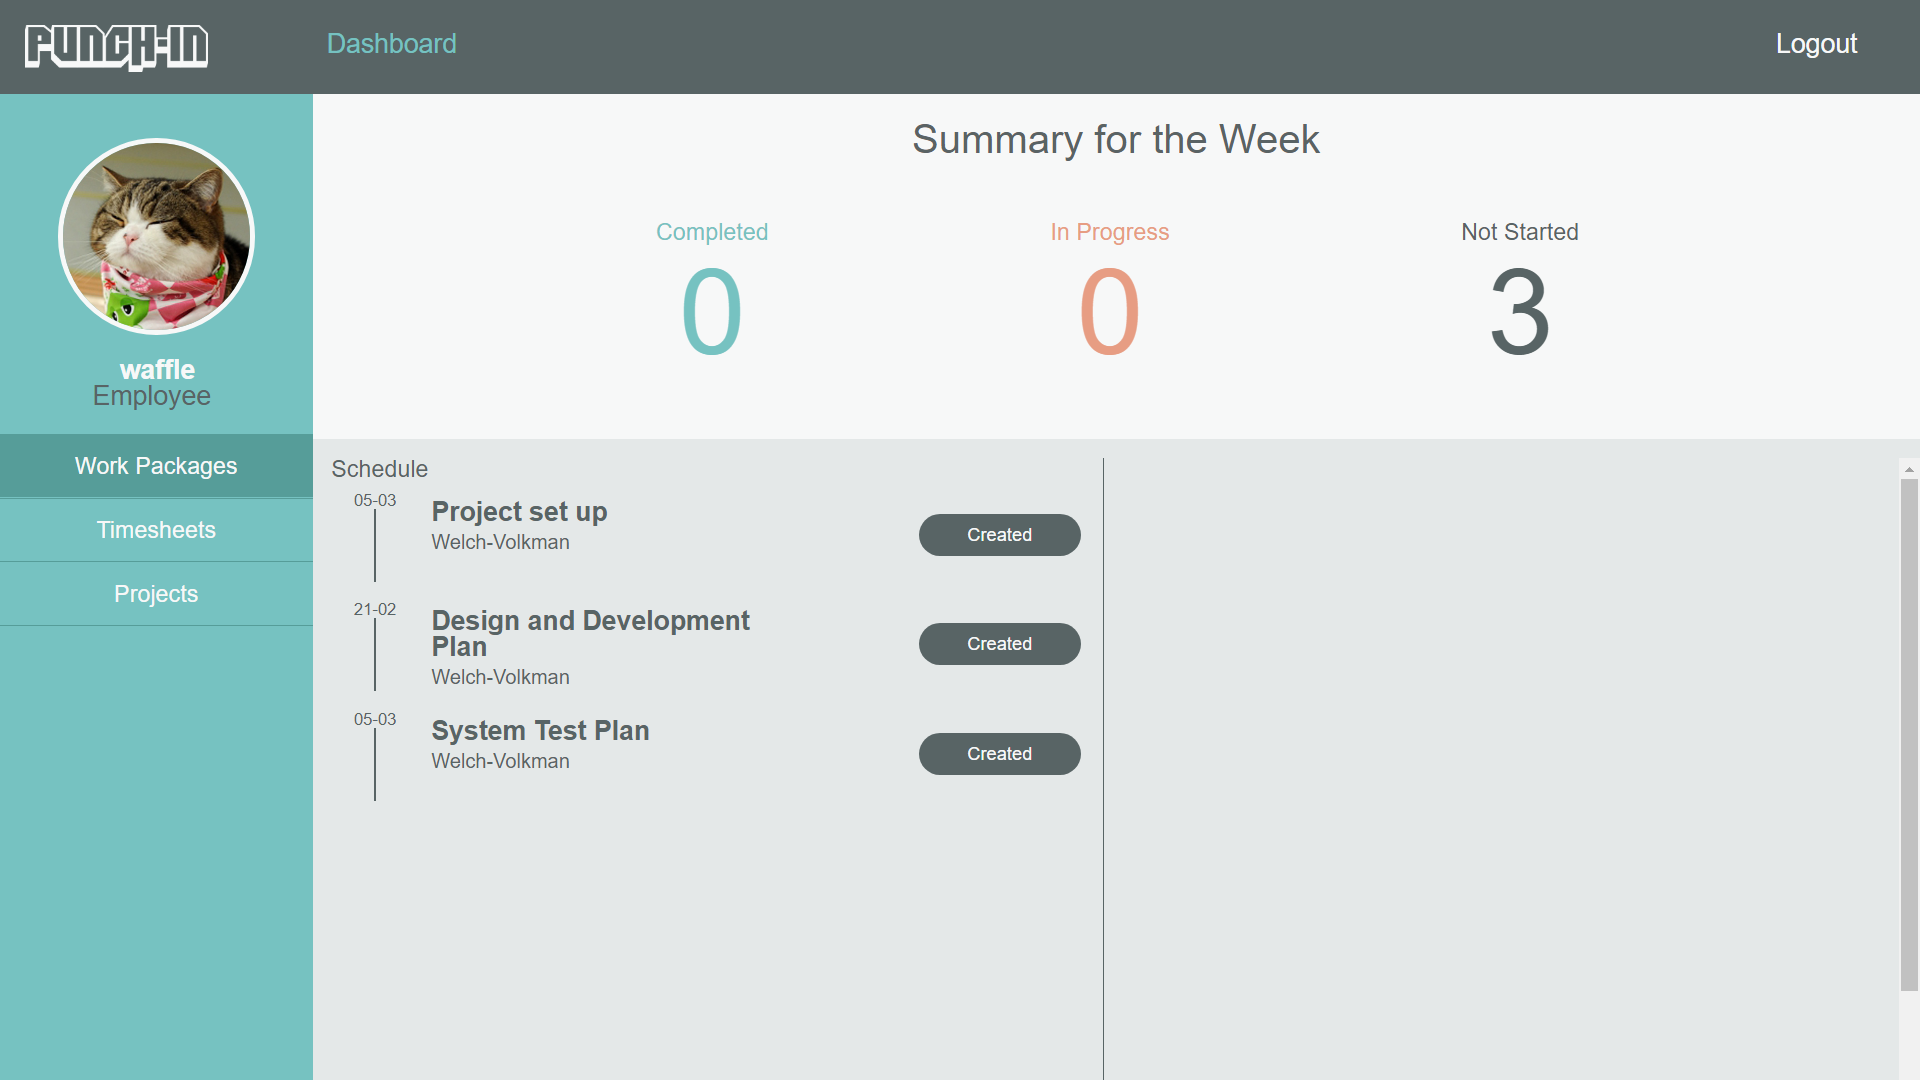 PUNCH-IN
Dashboard
Logout
waffle
Employee
Work Packages
Timesheets
Projects
Summary for the Week
Completed
In Progress
Not Started
0
0
3
Schedule
05-03
Project set up
Welch-Volkman
Created
21-02
Design and Development
Plan
Welch-Volkman
Created
05-03
System Test Plan
Welch-Volkman
Created